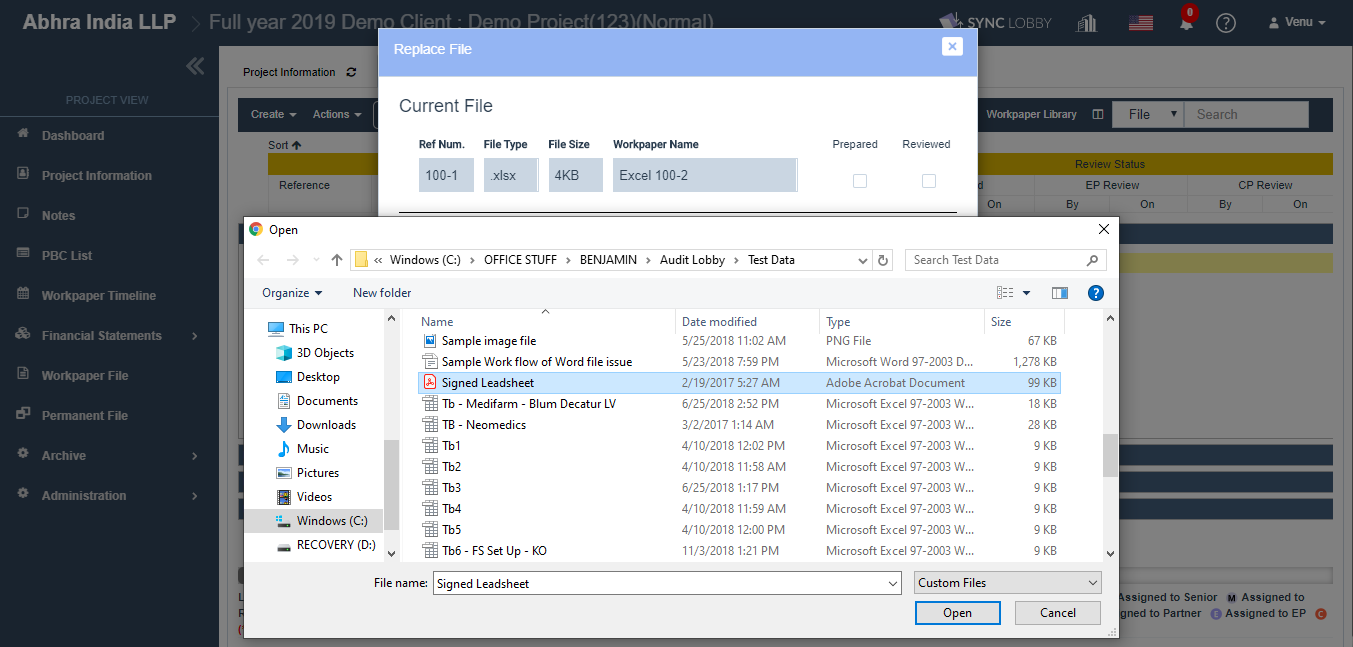 Abhra India LLP > Full year 2019 Demo Client : Demo Project(123)(Normal)
SYNC LOBBY
0
Venu
Replace File
PROJECT VIEW
Dashboard
Project Information
Notes
PBC List
Workpaper Timeline
Financial Statements
Workpaper File
Permanent File
Archive
Administration
Project Information
Create
Actions
Workpaper Library
File
Search
Sort
Review Status
Reference
EP Review
CP Review
On
By
On
By
On
Current File
Ref Num. File Type File Size Workpaper Name Prepared Reviewed
100-1 .xlsx 4KB Excel 100-2
Open
« Windows (C:) > OFFICE STUFF > BENJAMIN > Audit Lobby > Test Data
Search Test Data
Organize
New folder
This PC
3D Objects
Desktop
Documents
Downloads
Music
Pictures
Videos
Windows (C:)
RECOVERY (D:)
Name Date modified Type Size
Sample image file 5/25/2018 11:02 AM PNG File 67 KB
Sample Work flow of Word file issue 5/23/2018 7:59 PM Microsoft Word 97-2003 D... 1,278 KB
Signed Leadsheet 2/19/2017 5:27 AM Adobe Acrobat Document 99 KB
Tb - Medifarm - Blum Decatur LV 6/25/2018 2:52 PM Microsoft Excel 97-2003 W... 18 KB
TB - Neomedics 3/2/2017 1:14 AM Microsoft Excel 97-2003 W... 28 KB
Tb1 4/10/2018 12:02 PM Microsoft Excel 97-2003 W... 9 KB
Tb2 4/10/2018 11:58 AM Microsoft Excel 97-2003 W... 9 KB
Tb3 6/25/2018 1:17 PM Microsoft Excel 97-2003 W... 9 KB
Tb4 4/10/2018 11:59 AM Microsoft Excel 97-2003 W... 9 KB
Tb5 4/10/2018 12:00 PM Microsoft Excel 97-2003 W... 9 KB
Tb6 - FS Set Up - KO 11/3/2018 1:21 PM Microsoft Excel 97-2003 W... 9 KB
File name: Signed Leadsheet
Custom Files
Open
Cancel
Assigned to Senior M Assigned to
gned to Partner E Assigned to EP C